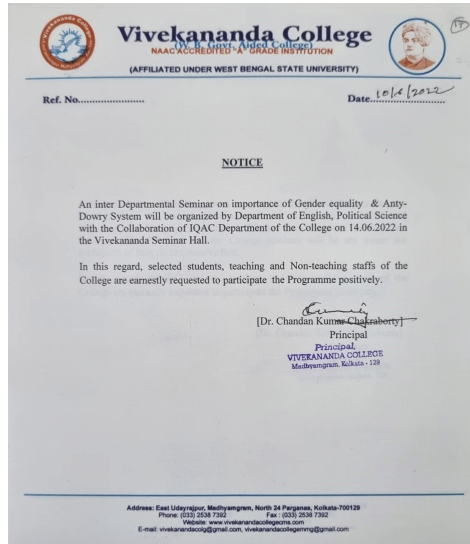 Vivekananda College
(W. B. Govt. Aided College)
NAAC ACCREDITED "A" GRADE INSTITUTION
(AFFILIATED UNDER WEST BENGAL STATE UNIVERSITY)
Ref. No.......................
Date 10/6/2022
NOTICE
An inter Departmental Seminar on importance of Gender equality & Anty-
Dowry System will be organized by Department of English, Political Science
with the Collaboration of IQAC Department of the College on 14.06.2022 in
the Vivekananda Seminar Hall.
In this regard, selected students, teaching and Non-teaching staffs of the
College are earnestly requested to participate the Programme positively.
[Dr. Chandan Kumar Chakraborty]
Principal
Principal,
VIVEKANANDA COLLEGE
Madhyamgram, Kolkata - 129
Address: East Udayrajpur, Madhyamgram, North 24 Parganas, Kolkata-700129
Phone: (033) 2538 7392 Fax : (033) 2538 7392
Website: www.vivekanandacollegecms.com
E-mail: vivekanandacolg@gmail.com, vivekanandacollegemmg@gmail.com